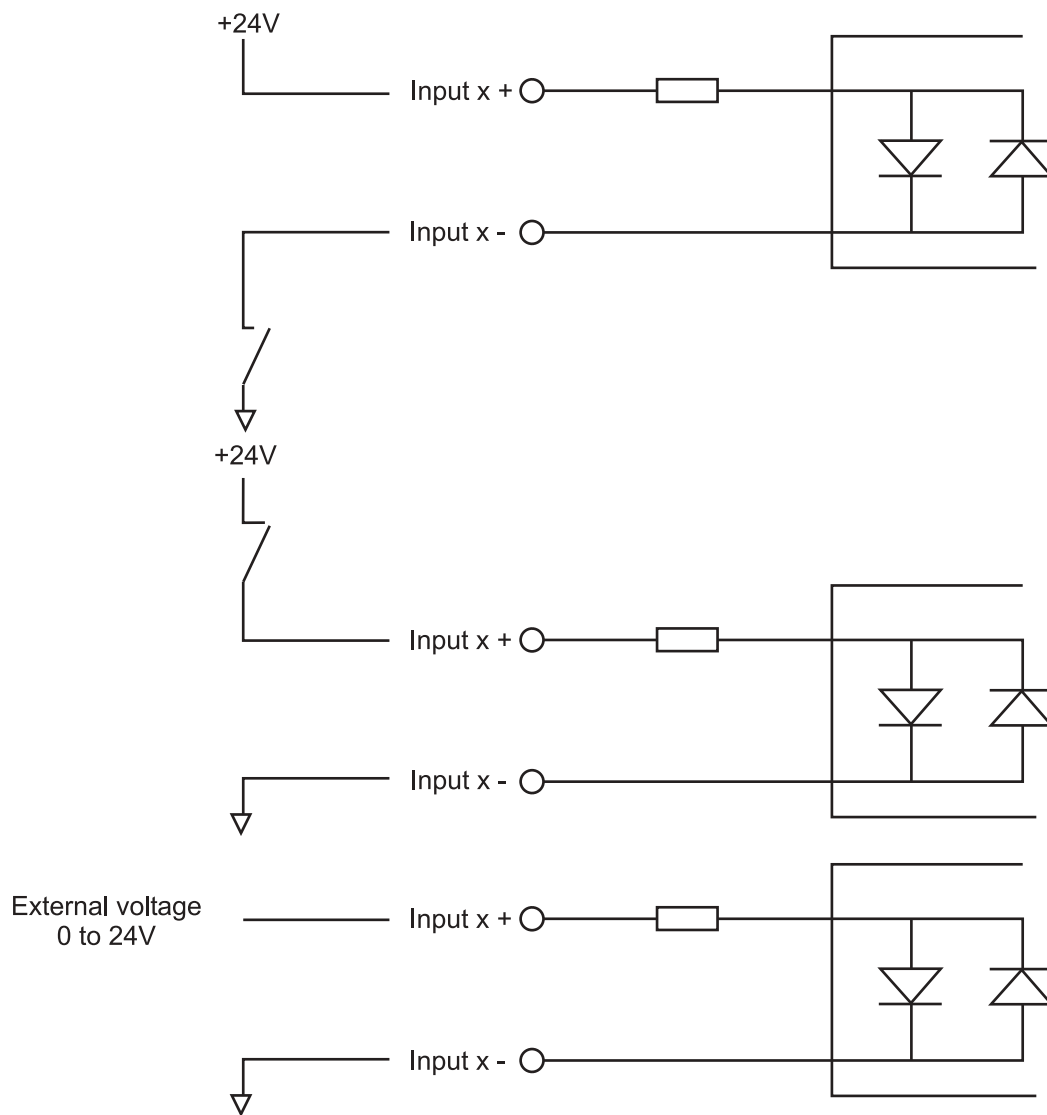 +24V
Input x +
Input x -
+24V
Input x +
Input x -
External voltage
0 to 24V
Input x +
Input x -